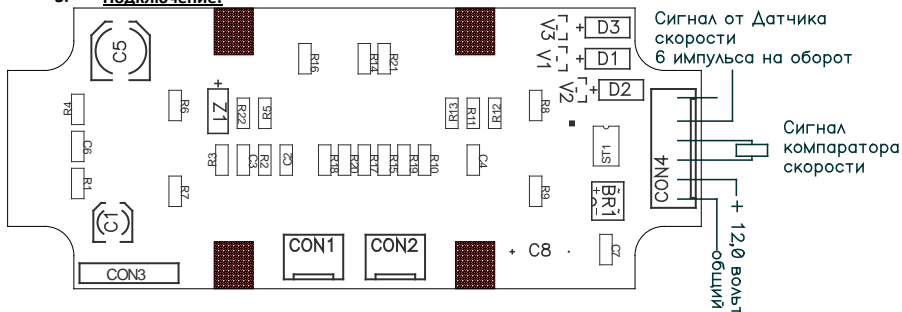 Подключение:
C5
R16
R14
R21
V3
+ D3
V1
+ D1
V2
+ D2
Сигнал от Датчика
скорости
6 импульса на оборот
R4
R6
+
Z1
R22
R5
R13
R11
R12
R8
ST1
C6
R1
R3
C3
R2
C2
R18
R20
R17
R15
R19
R10
C4
R7
R9
BR1
CON4
Сигнал
компаратора
скорости
C1
CON3
CON1
CON2
+ C8
C7
+ 12,0 вольт
общий